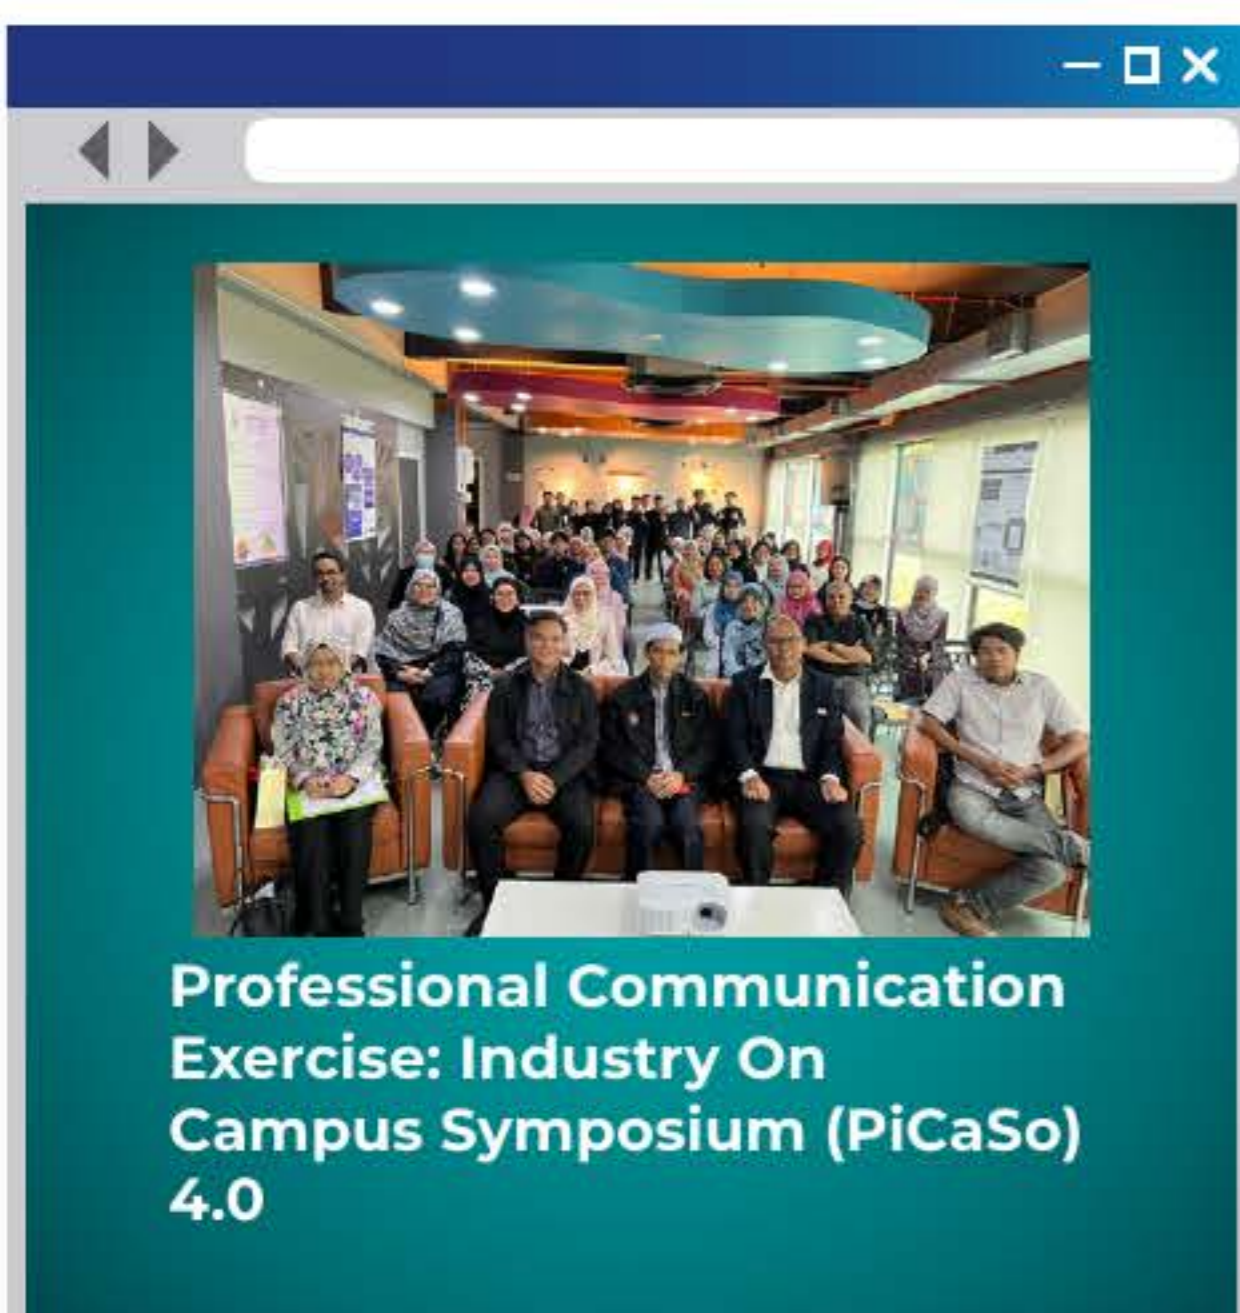 Professional Communication
Exercise: Industry On
Campus Symposium (PiCaSo)
4.0